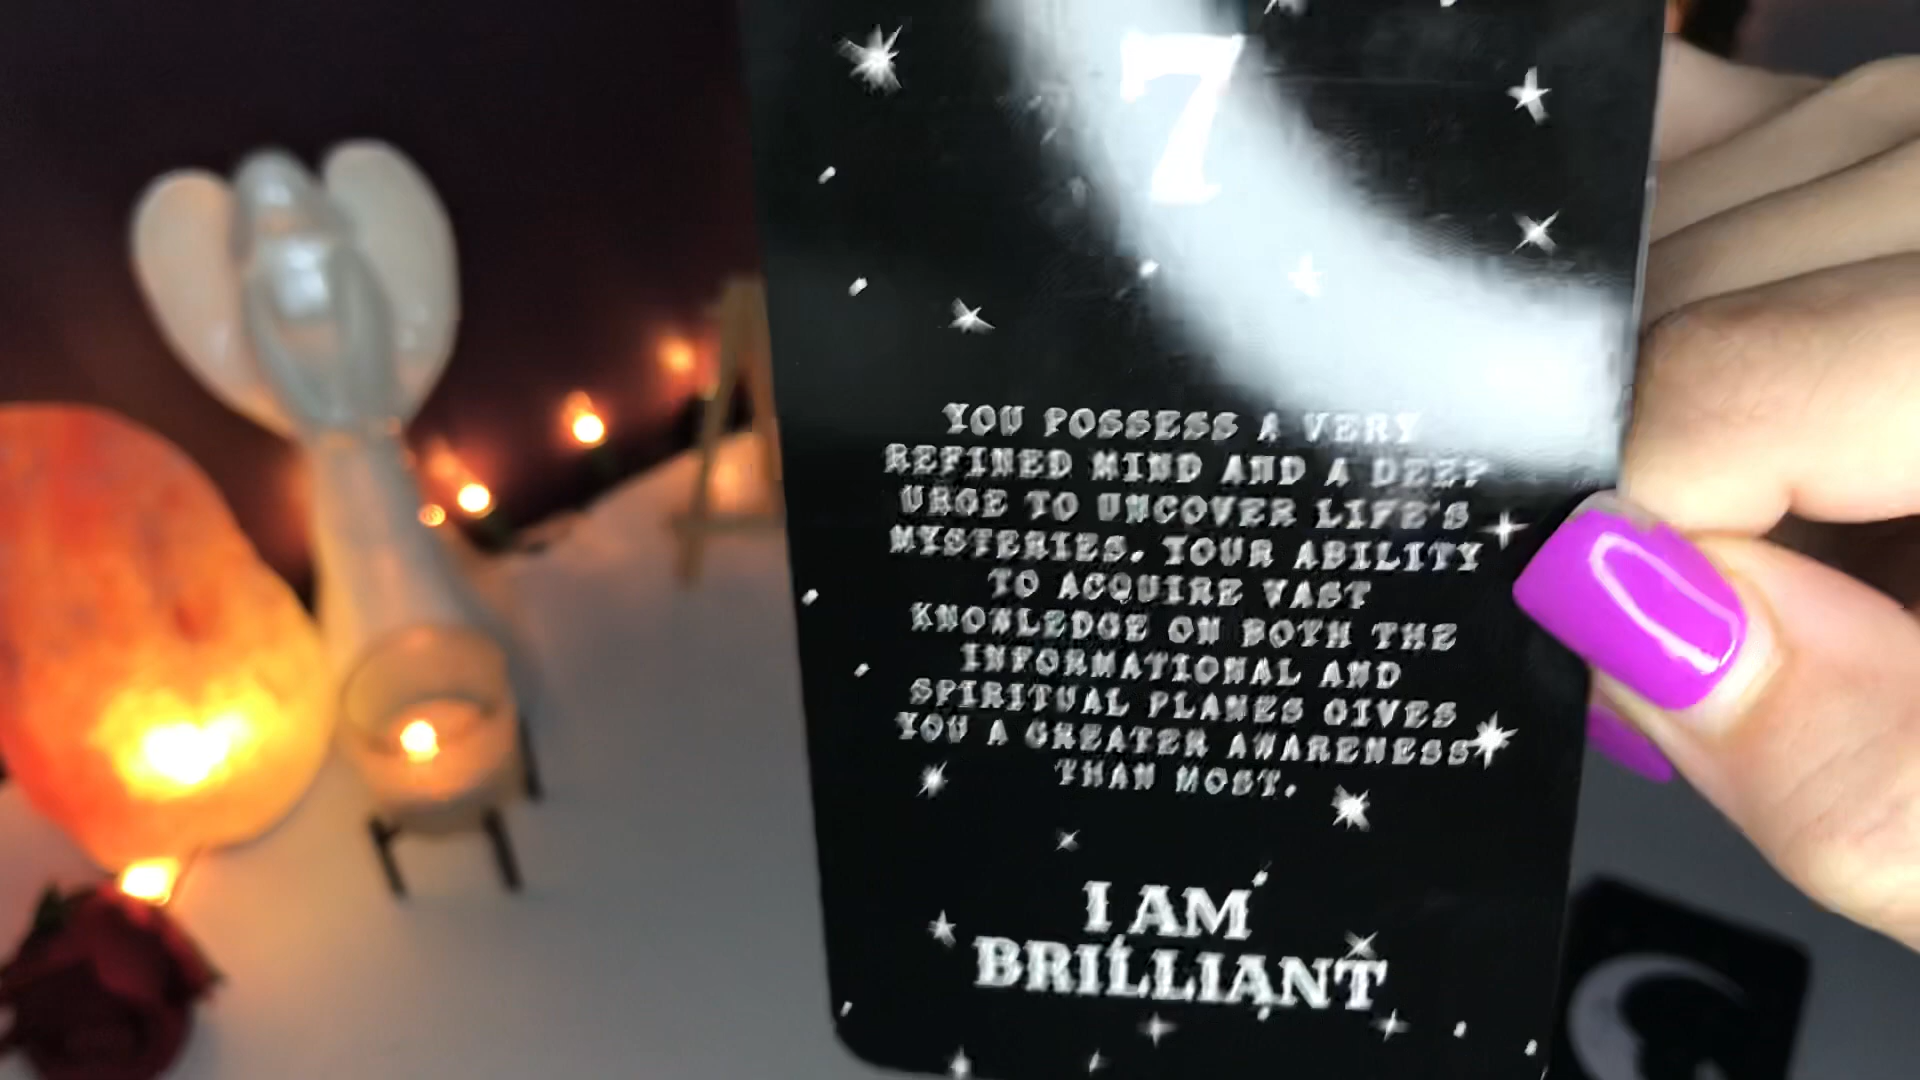 7
YOU POSSESS A VERY
REFINED MIND AND A DEEP
URGE TO UNCOVER LIFE'S
MYSTERIES. YOUR ABILITY
TO ACQUIRE VAST
KNOWLEDGE ON BOTH THE
INFORMATIONAL AND
SPIRITUAL PLANES GIVES
YOU A GREATER AWARENESS
THAN MOST.
I AM
BRILLIANT